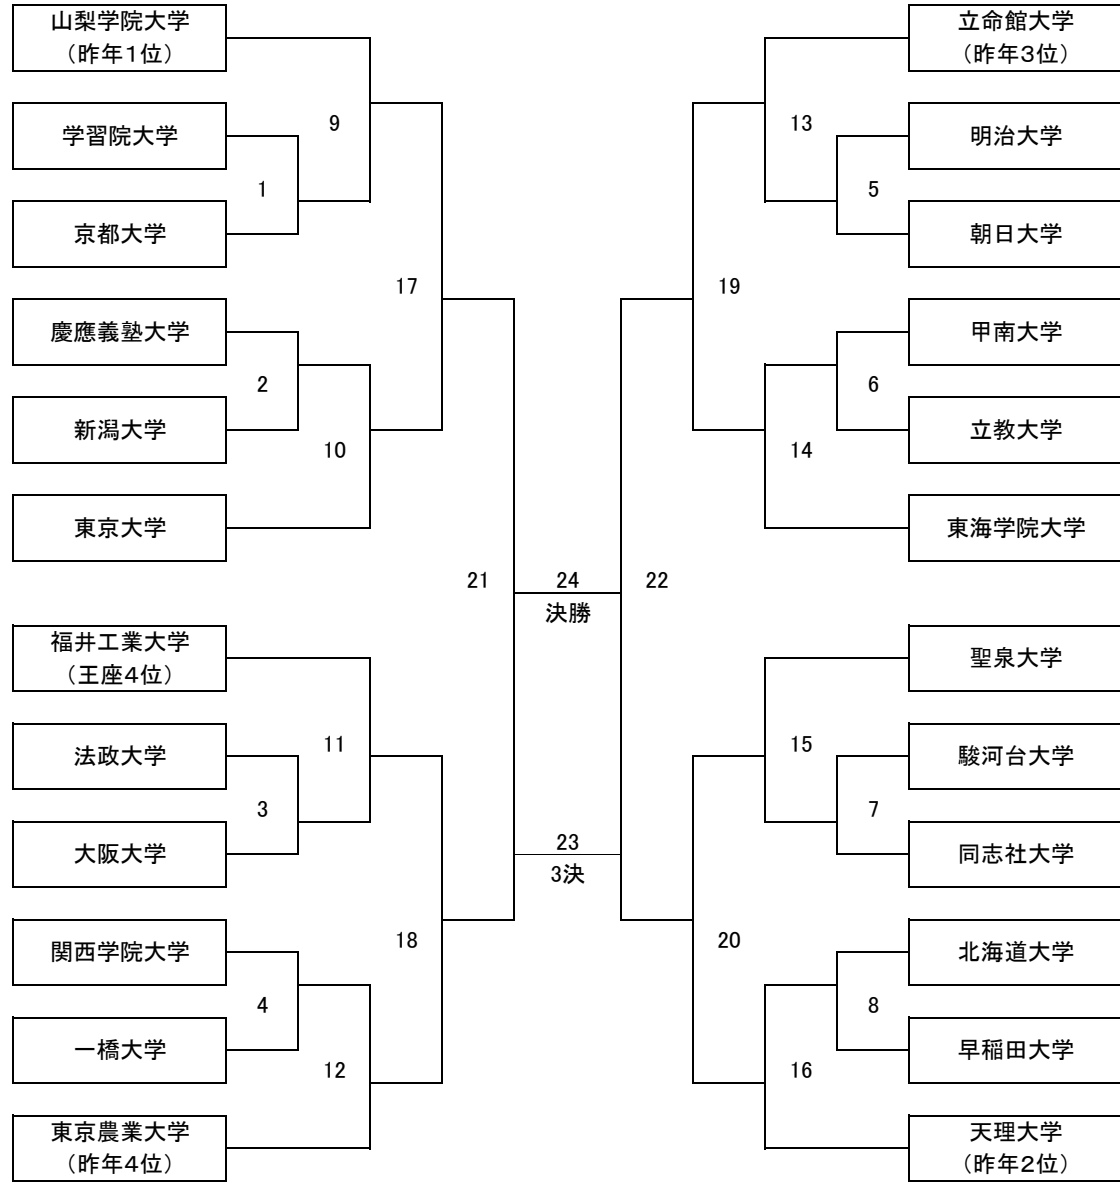 山梨学院大学
（昨年１位）
学習院大学
京都大学
慶應義塾大学
新潟大学
東京大学
福井工業大学
（王座４位）
法政大学
大阪大学
関西学院大学
一橋大学
東京農業大学
（昨年４位）
1
2
3
4
9
10
11
12
17
18
21
24
決勝
23
3決
22
19
20
13
14
15
16
5
6
7
8
立命館大学
（昨年３位）
明治大学
朝日大学
甲南大学
立教大学
東海学院大学
聖泉大学
駿河台大学
同志社大学
北海道大学
早稲田大学
天理大学
（昨年２位）